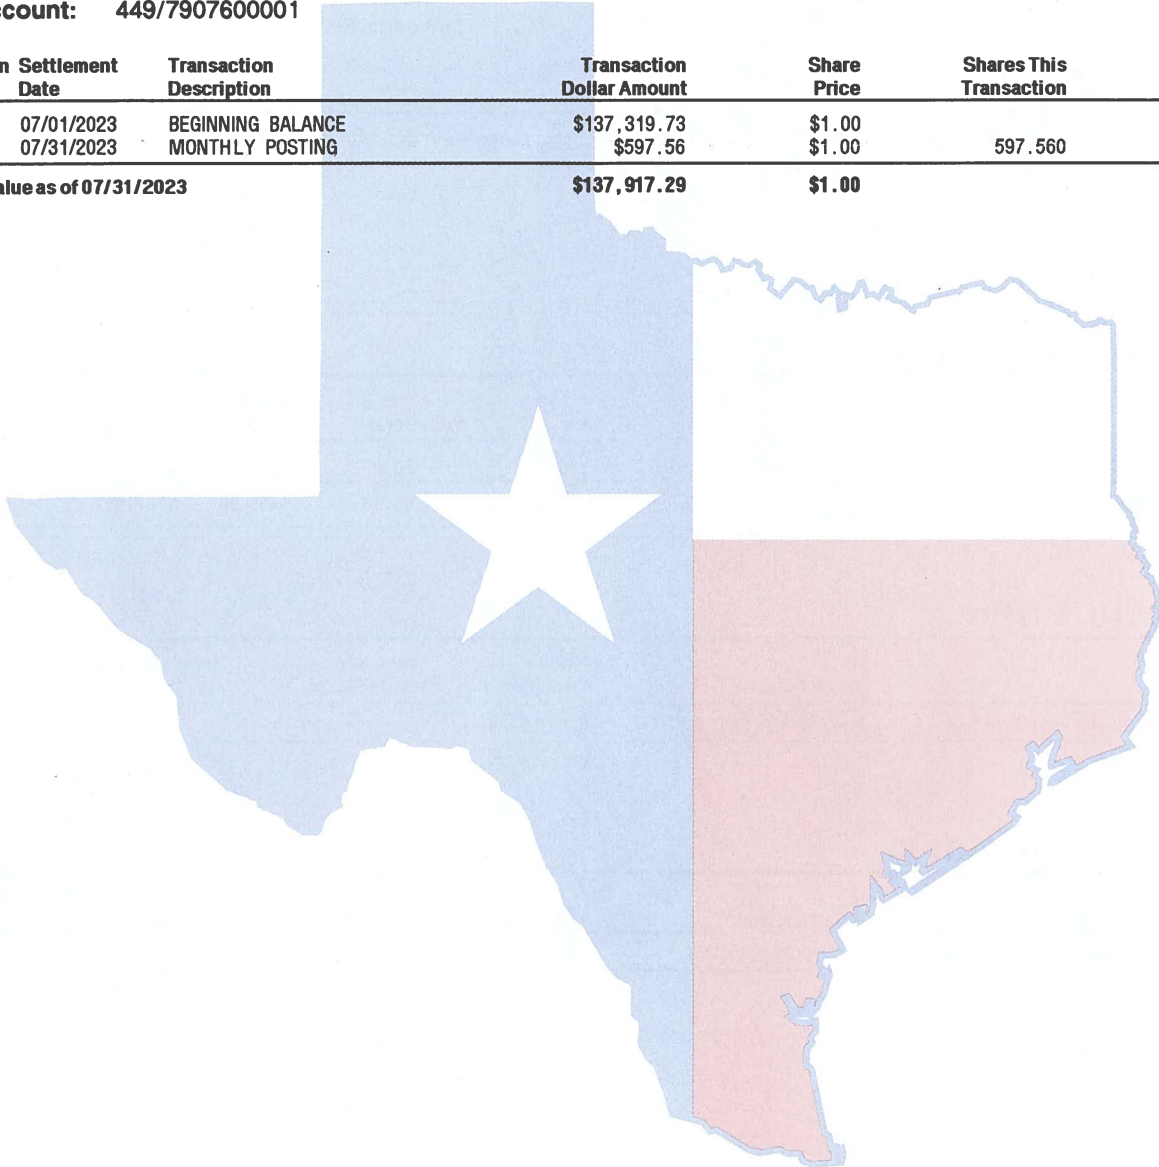 ccount: 449/7907600001
n Settlement Transaction Transaction Share Shares This
Date Description Dollar Amount Price Transaction
07/01/2023 BEGINNING BALANCE $137,319.73 $1.00
07/31/2023 MONTHLY POSTING $597.56 $1.00 597.560
alue as of 07/31/2023 $137,917.29 $1.00